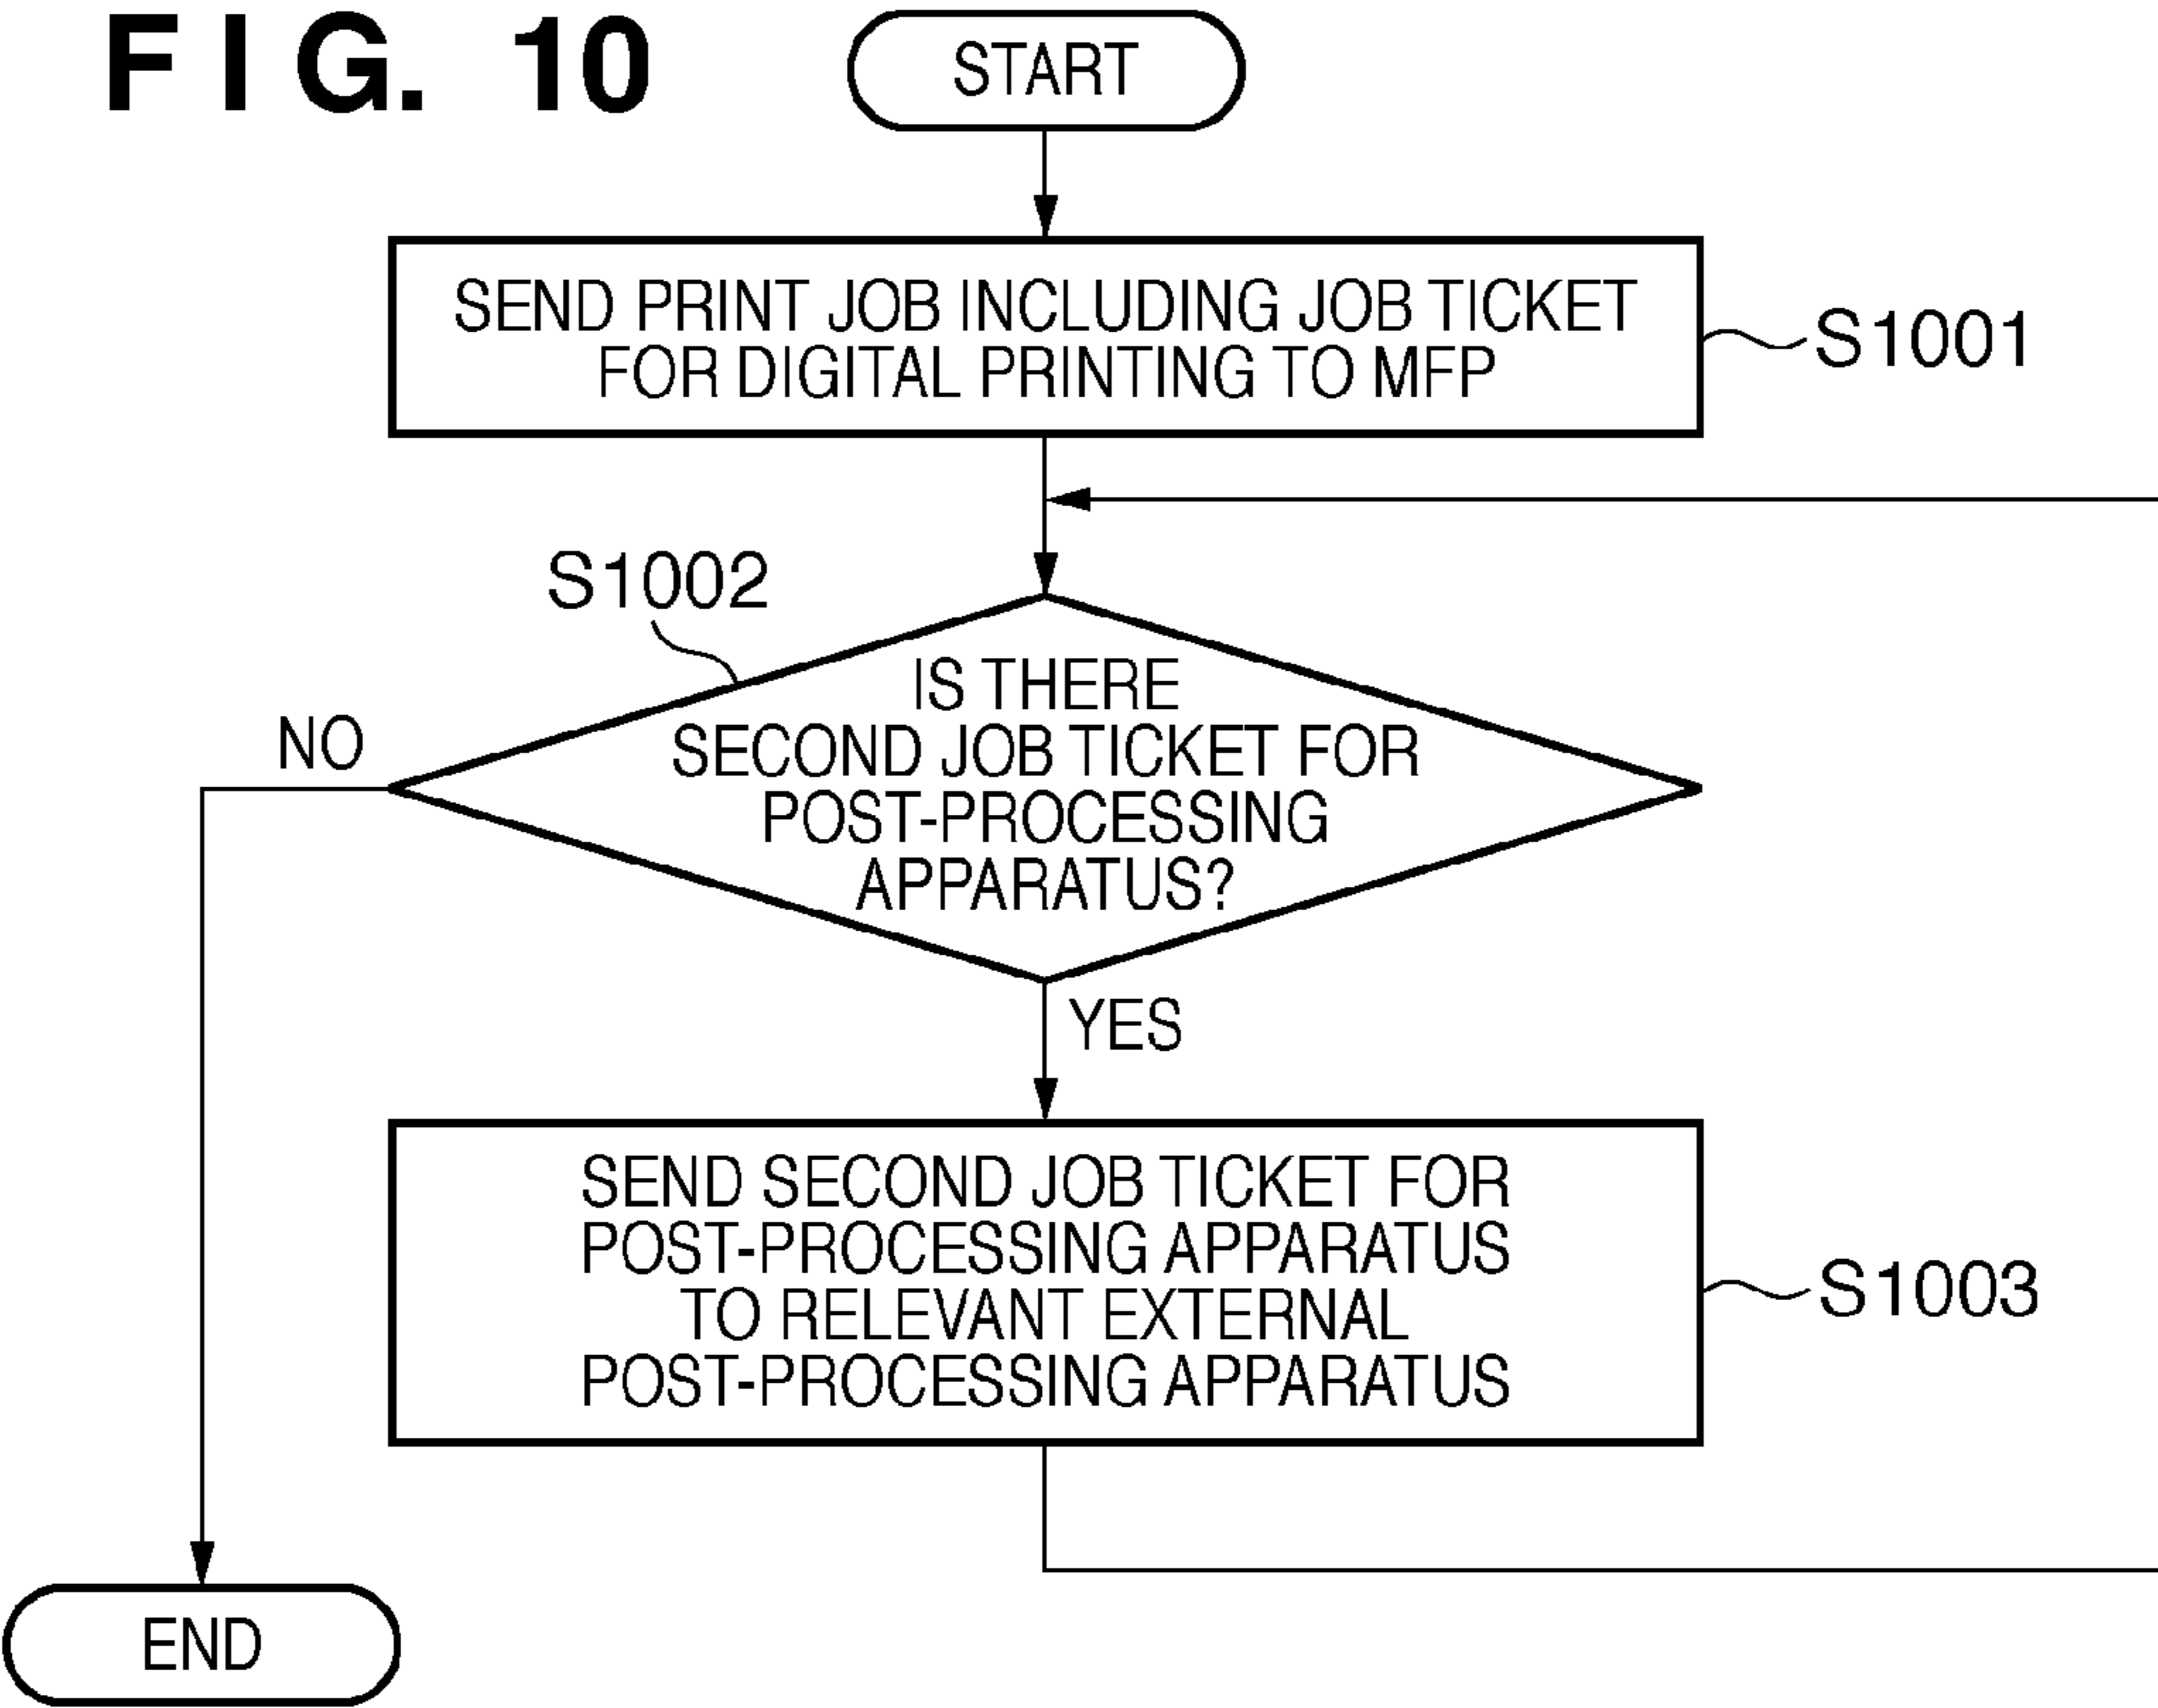 FIG. 10
START
SEND PRINT JOB INCLUDING JOB TICKET
FOR DIGITAL PRINTING TO MFP
S1001
S1002
IS THERE
SECOND JOB TICKET FOR
POST-PROCESSING
APPARATUS?
NO
YES
SEND SECOND JOB TICKET FOR
POST-PROCESSING APPARATUS
TO RELEVANT EXTERNAL
POST-PROCESSING APPARATUS
S1003
END